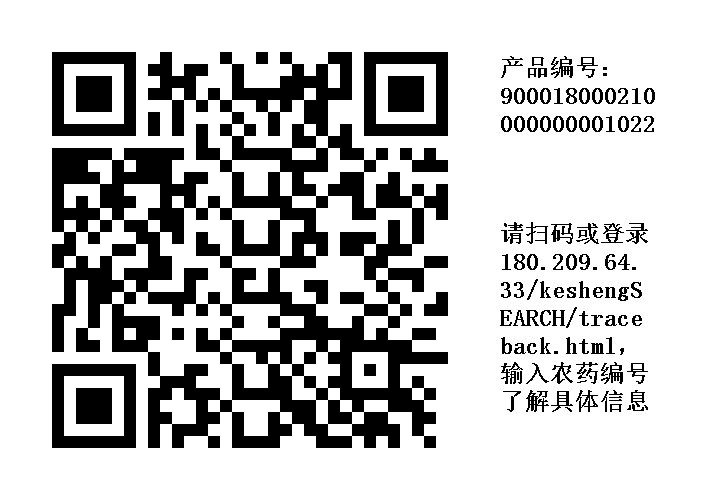 产品编号：
900018000210
000000001022
请扫码或登录
180.209.64.
33/keshengS
EARCH/trace
back.html，
输入农药编号
了解具体信息